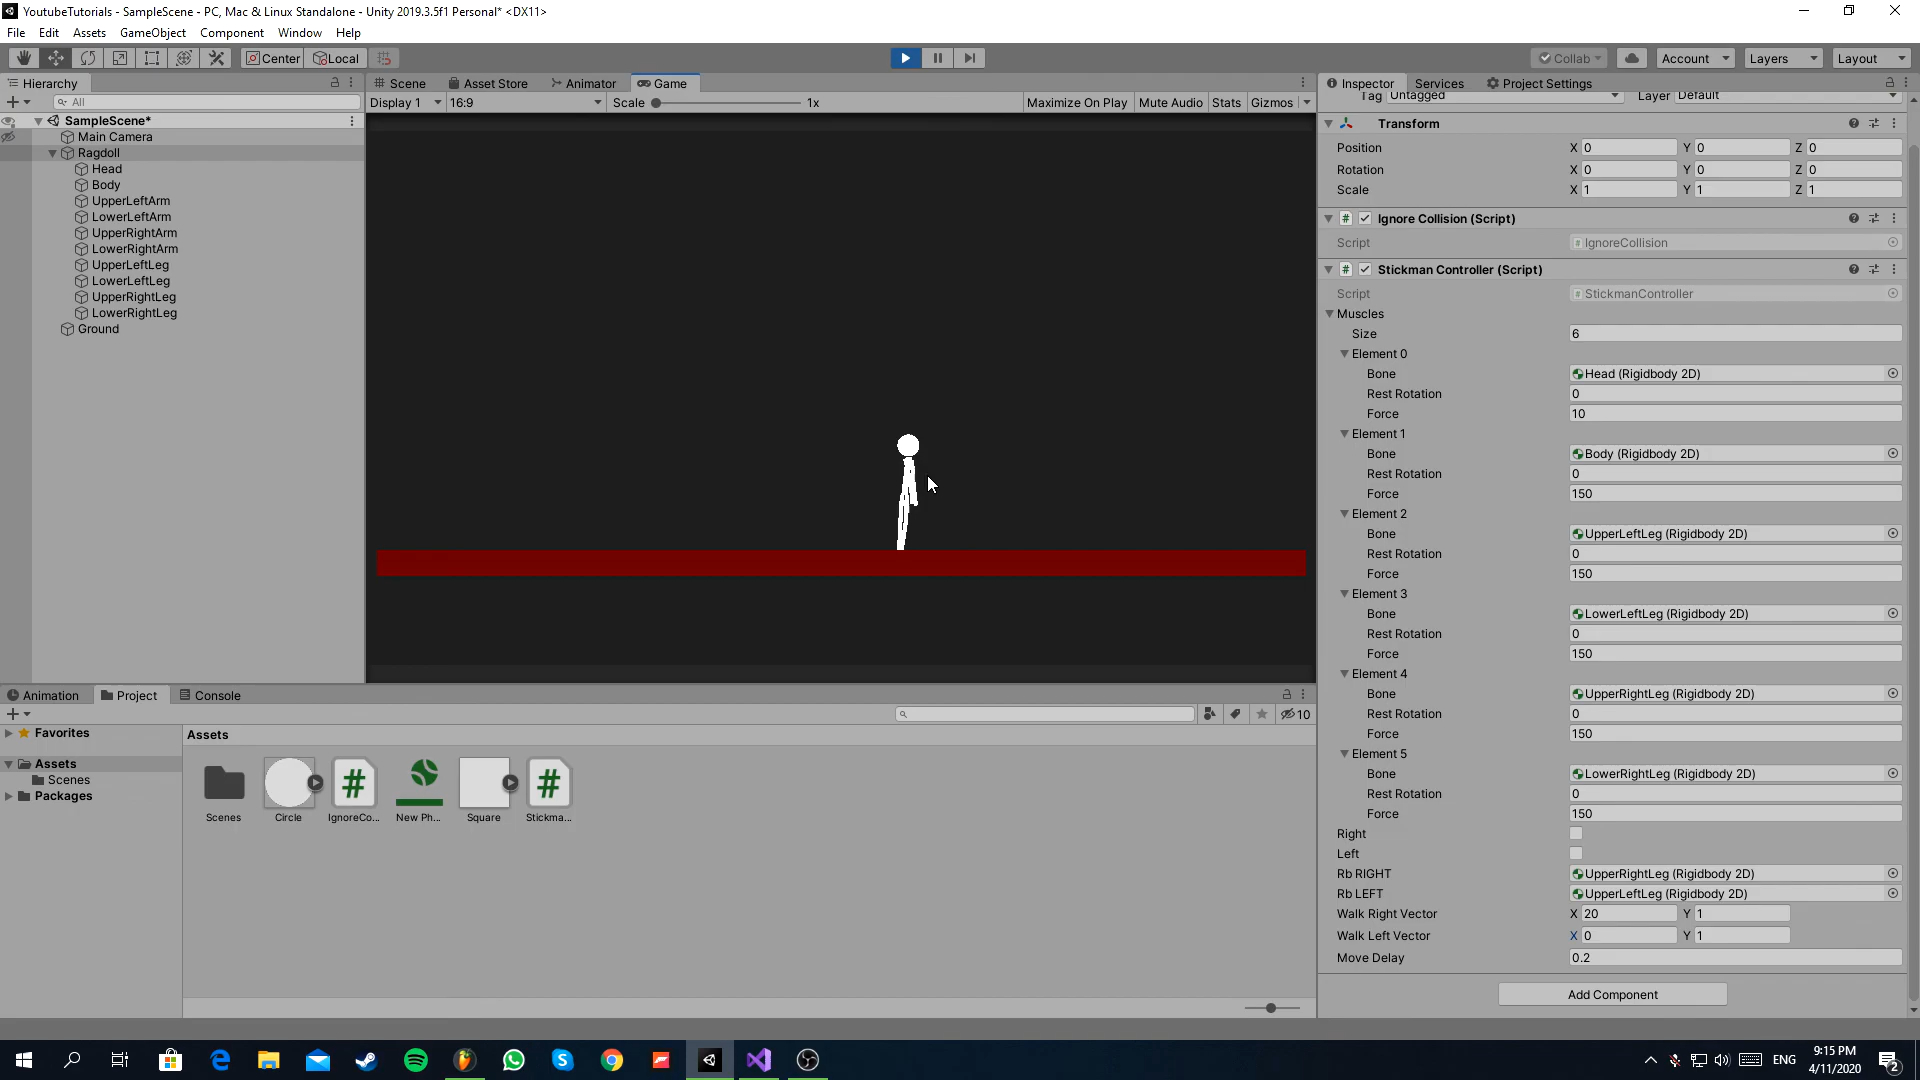 YoutubeTutorials - SampleScene - PC, Mac & Linux Standalone - Unity 2019.3.5f1 Personal* <DX11>
File Edit Assets GameObject Component Window Help
Center Local Collab Account Layers Layout
Hierarchy
All
SampleScene*
Main Camera
Ragdoll
Head
Body
UpperLeftArm
LowerLeftArm
UpperRightArm
LowerRightArm
UpperLeftLeg
LowerLeftLeg
UpperRightLeg
LowerRightLeg
Ground
Scene Asset Store Animator Game
Display 1 16:9 Scale 1x Maximize On Play Mute Audio Stats Gizmos
Inspector Services Project Settings
Tag Untagged Layer Default
Transform
Position X 0 Y 0 Z 0
Rotation X 0 Y 0 Z 0
Scale X 1 Y 1 Z 1
# Ignore Collision (Script)
Script # IgnoreCollision
# Stickman Controller (Script)
Script # StickmanController
Muscles
Size 6
Element 0
Bone Head (Rigidbody 2D)
Rest Rotation 0
Force 10
Element 1
Bone Body (Rigidbody 2D)
Rest Rotation 0
Force 150
Element 2
Bone UpperLeftLeg (Rigidbody 2D)
Rest Rotation 0
Force 150
Element 3
Bone LowerLeftLeg (Rigidbody 2D)
Rest Rotation 0
Force 150
Element 4
Bone UpperRightLeg (Rigidbody 2D)
Rest Rotation 0
Force 150
Element 5
Bone LowerRightLeg (Rigidbody 2D)
Rest Rotation 0
Force 150
Right
Left
Rb RIGHT UpperRightLeg (Rigidbody 2D)
Rb LEFT UpperLeftLeg (Rigidbody 2D)
Walk Right Vector X 20 Y 1
Walk Left Vector X 0 Y 1
Move Delay 0.2
Add Component
Animation Project Console
10
Favorites
Assets
Scenes
Packages
Assets
Scenes Circle IgnoreCo... New Ph... Square Stickma...
ENG
9:15 PM
4/11/2020
2